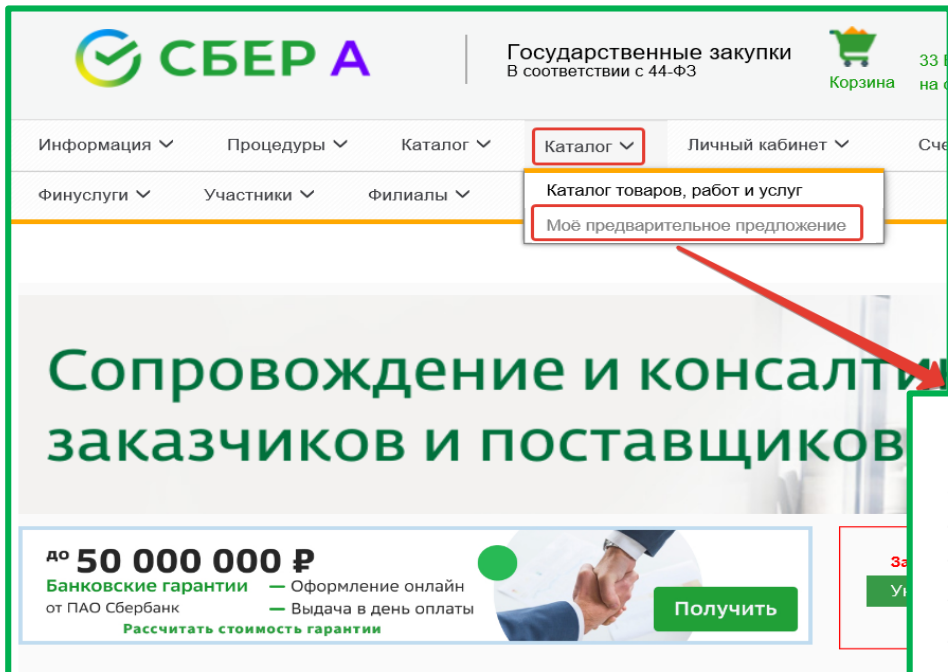 СБЕР А
Государственные закупки
В соответствии с 44-ФЗ
Корзина
33
на
Информация
Процедуры
Каталог
Каталог
Личный кабинет
Финуслуги
Участники
Филиалы
Каталог товаров, работ и услуг
Моё предварительное предложение
Сопровождение и
заказчиков и поставщиков
до 50 000 000 ₽
Банковские гарантии — Оформление онлайн
от ПАО Сбербанк — Выдача в день оплаты
Рассчитать стоимость гарантии
Получить